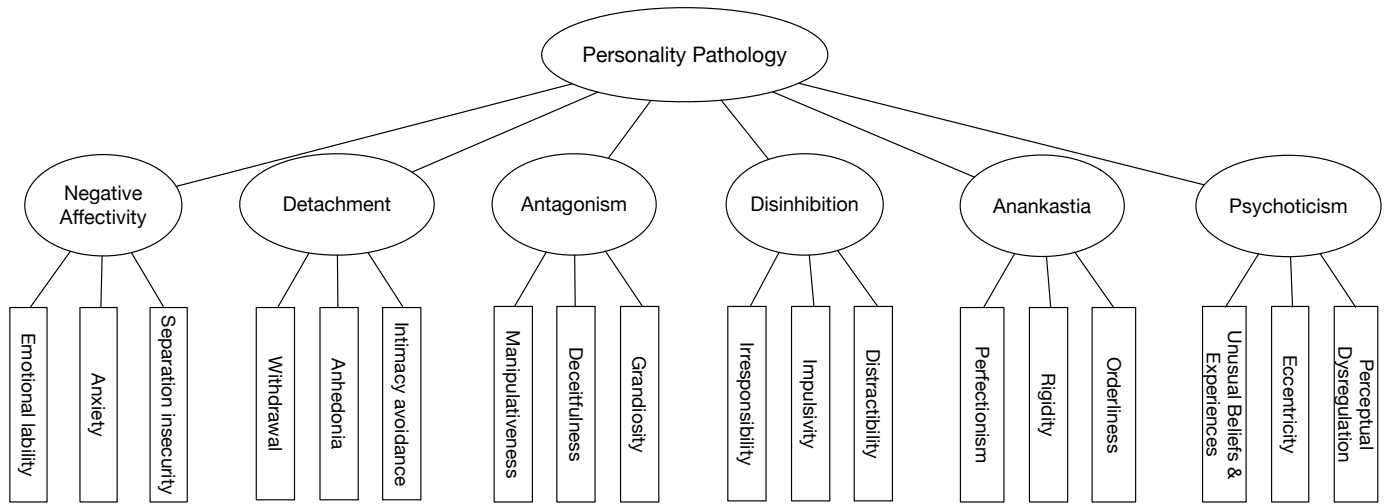 Personality Pathology
Negative
Affectivity
Detachment
Antagonism
Disinhibition
Anankastia
Psychoticism
Emotional lability
Anxiety
Separation insecurity
Withdrawal
Anhedonia
Intimacy avoidance
Manipulativeness
Deceitfulness
Grandiosity
Irresponsibility
Impulsivity
Distractibility
Perfectionism
Rigidity
Orderliness
Unusual Beliefs &
Experiences
Eccentricity
Perceptual
Dysregulation